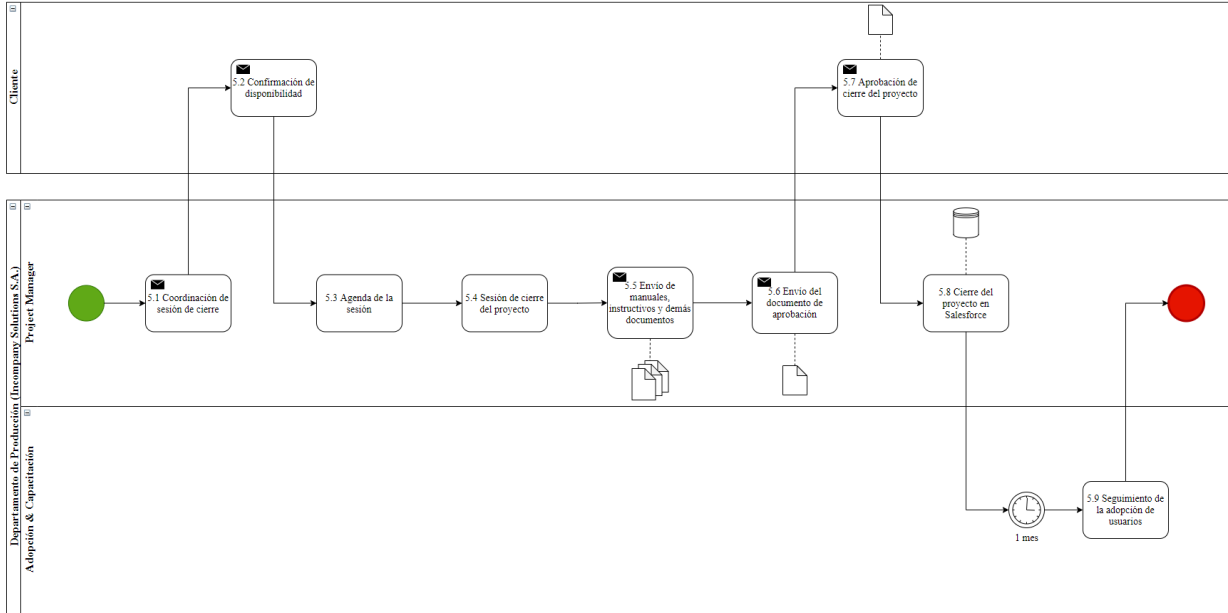 Cliente
5.2 Confirmación de
disponibilidad
5.7 Aprobación de
cierre del proyecto
Departamento de Producción (Incompany Solutions S.A.)
Project Manager
5.1 Coordinación de
sesión de cierre
5.3 Agenda de la
sesión
5.4 Sesión de cierre
del proyecto
5.5 Envío de
manuales,
instructivos y demás
documentos
5.6 Envío del
documento de
aprobación
5.8 Cierre del
proyecto en
Salesforce
Adopción & Capacitación
1 mes
5.9 Seguimiento de
la adopción de
usuarios